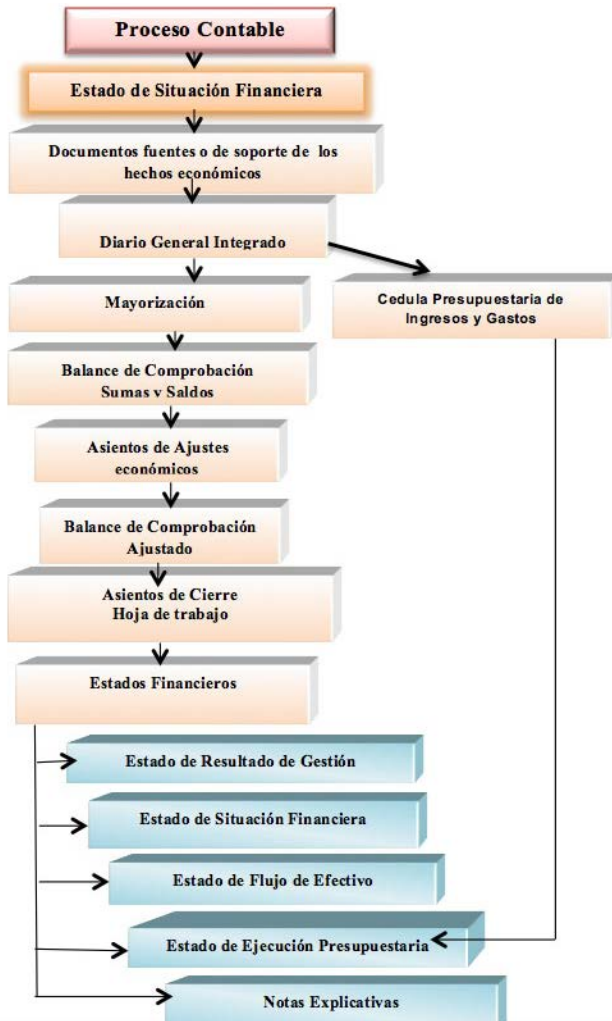 Proceso Contable
Estado de Situación Financiera
Documentos fuentes o de soporte de los
hechos económicos
Diario General Integrado
Mayorización
Cedula Presupuestaria de
Ingresos y Gastos
Balance de Comprobación
Sumas v Saldos
Asientos de Ajustes
económicos
Balance de Comprobación
Ajustado
Asientos de Cierre
Hoja de trabajo
Estados Financieros
Estado de Resultado de Gestión
Estado de Situación Financiera
Estado de Flujo de Efectivo
Estado de Ejecución Presupuestaria
Notas Explicativas